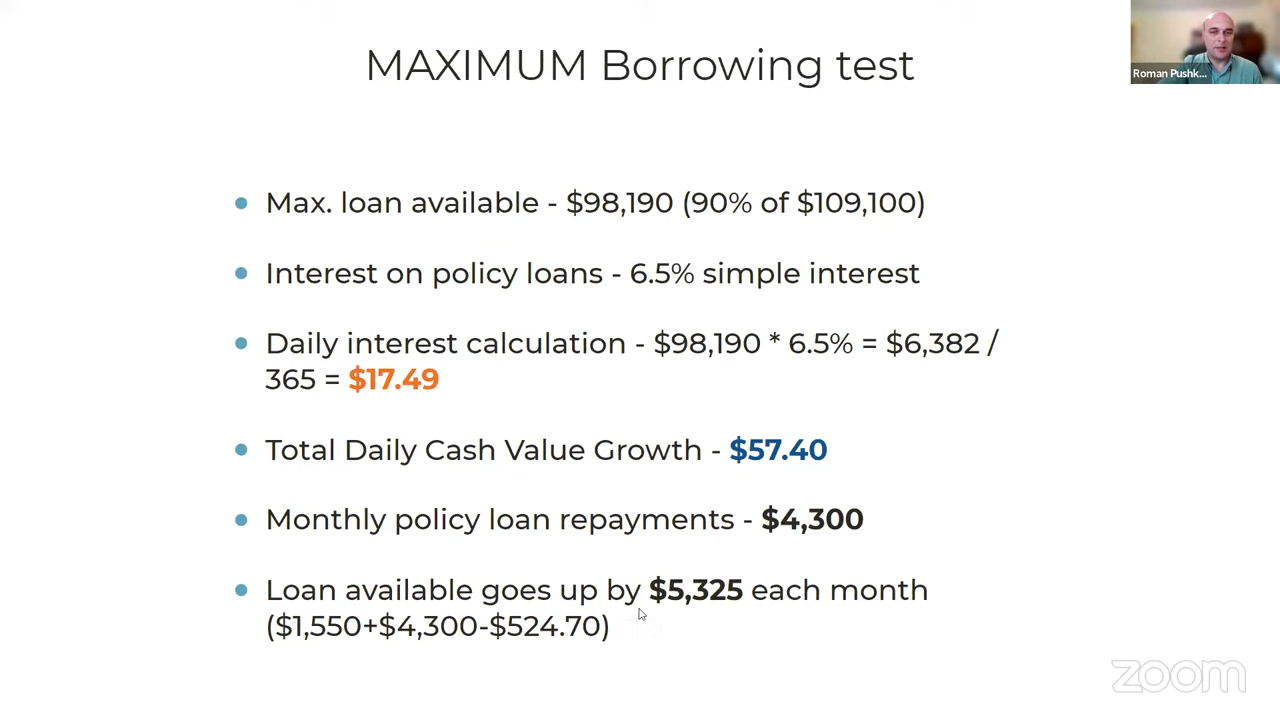 MAXIMUM Borrowing test
Roman Pushk...
Max. loan available - $98,190 (90% of $109,100)
Interest on policy loans - 6.5% simple interest
Daily interest calculation - $98,190 * 6.5% = $6,382 /
365 = $17.49
Total Daily Cash Value Growth - $57.40
Monthly policy loan repayments - $4,300
Loan available goes up by $5,325 each month
($1,550+$4,300-$524.70)
zoom